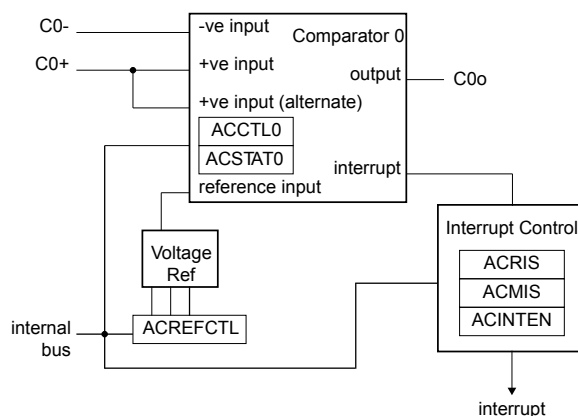 C0-
-ve input
Comparator 0
C0+
+ve input
output
C0o
+ve input (alternate)
ACCTL0
ACSTAT0
interrupt
reference input
Voltage
Ref
Interrupt Control
ACRIS
ACMIS
ACINTEN
internal
bus
ACREFCTL
interrupt